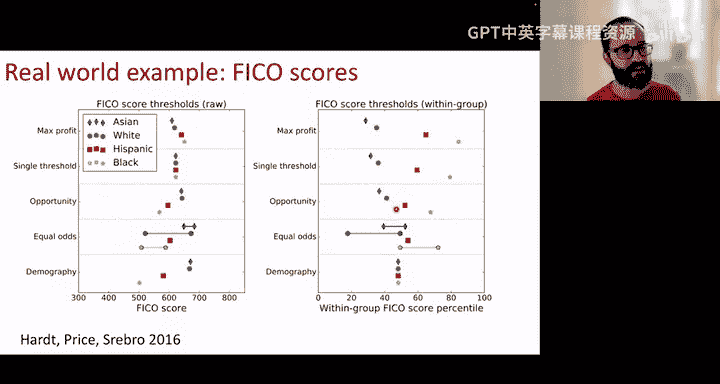 GPT中英字幕课程资源
Real world example: FICO scores
FICO score thresholds (raw)
Asian
White
Hispanic
Black
Max profit
Single threshold
Opportunity
Equal odds
Demography
300 400 500 600 700 800
FICO score
FICO score thresholds (within-group)
Max profit
Single threshold
Opportunity
Equal odds
Demography
0 20 40 60 80 100
Within-group FICO score percentile
Hardt, Price, Srebro 2016